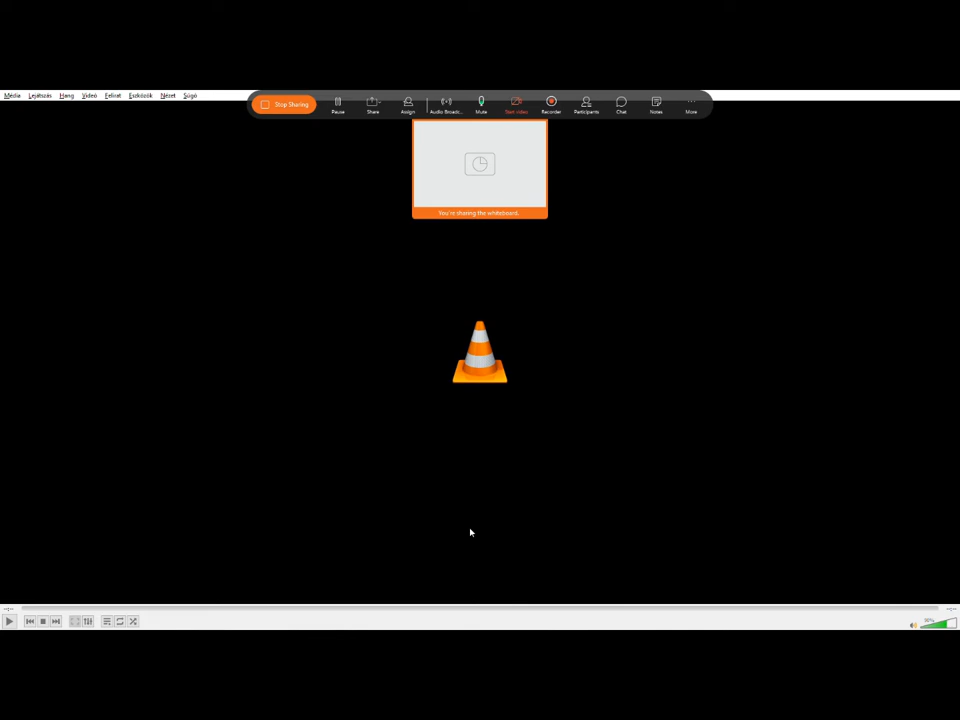 Média Lejátszás Hang Videó Felirat Eszközök Nézet Súgó
Stop Sharing Pause Share Assign Audio Broadc... Mute Start video Recorder Participants Chat Notes More
You're sharing the whiteboard.
--:-- --:--